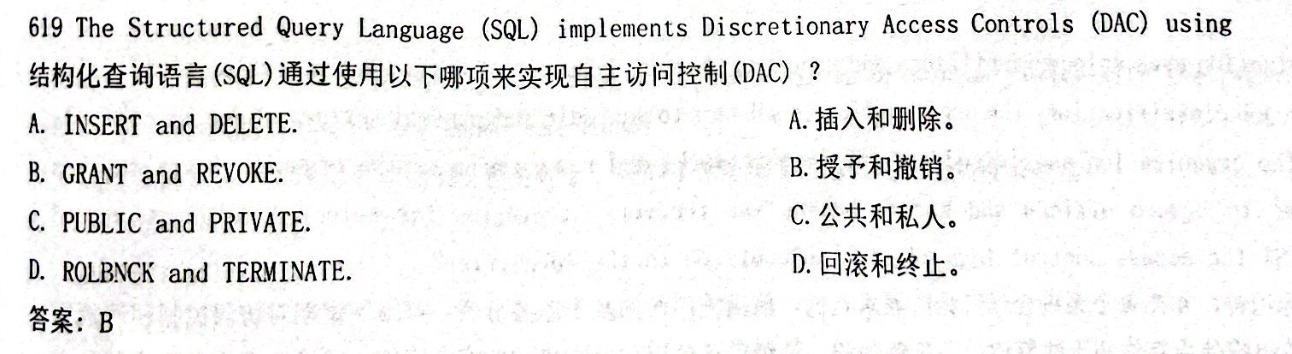 619 The Structured Query Language (SQL) implements Discretionary Access Controls (DAC) using
结构化查询语言(SQL)通过使用以下哪项来实现自主访问控制(DAC) ?
A. INSERT and DELETE. A.插入和删除。
B. GRANT and REVOKE. B.授予和撤销。
C. PUBLIC and PRIVATE. C.公共和私人。
D. ROLBNCK and TERMINATE. D.回滚和终止。
答案: B